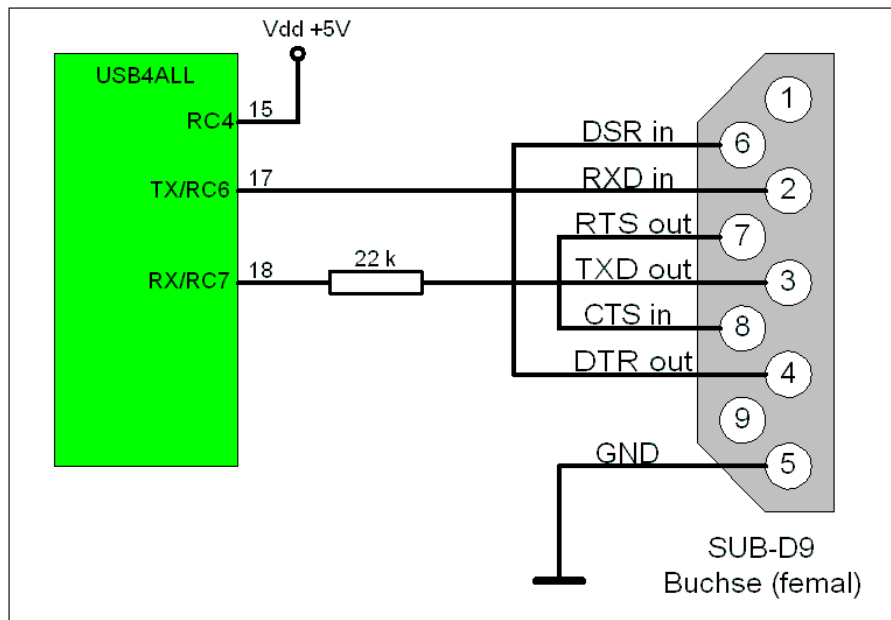 Vdd +5V
USB4ALL
RC4 15
TX/RC6 17
RX/RC7 18
22 k
DSR in
RXD in
RTS out
TXD out
CTS in
DTR out
GND
1
6
2
7
3
8
4
9
5
SUB-D9
Buchse (femal)